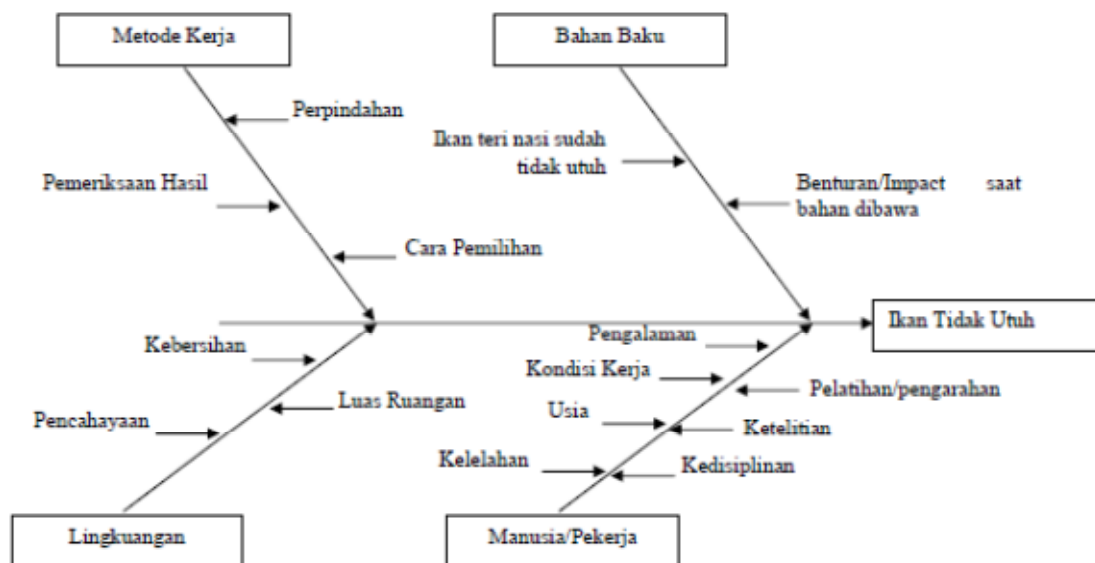 Metode Kerja
Bahan Baku
Perpindahan
Ikan teri nasi sudah
tidak utuh
Pemeriksaan Hasil
Benturan/Impact saat
bahan dibawa
Cara Pemilihan
Ikan Tidak Utuh
Kebersihan
Pengalaman
Kondisi Kerja
Pelatihan/pengarahan
Luas Ruangan
Usia
Pencahayaan
Ketelitian
Kelelahan
Kedisiplinan
Lingkuangan
Manusia/Pekerja